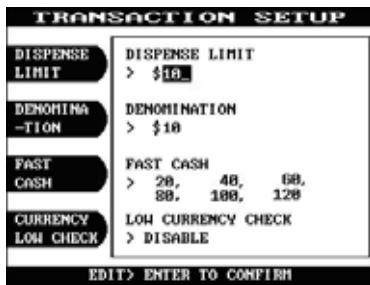 TRANSACTION SETUP
DISPENSE
LIMIT
DISPENSE LIMIT
> $10_
DENOMINA
-TION
DENOMINATION
> $10
FAST
CASH
FAST CASH
> 20, 40, 60,
80, 100, 120
CURRENCY
LOW CHECK
LOW CURRENCY CHECK
> DISABLE
EDIT> ENTER TO CONFIRM